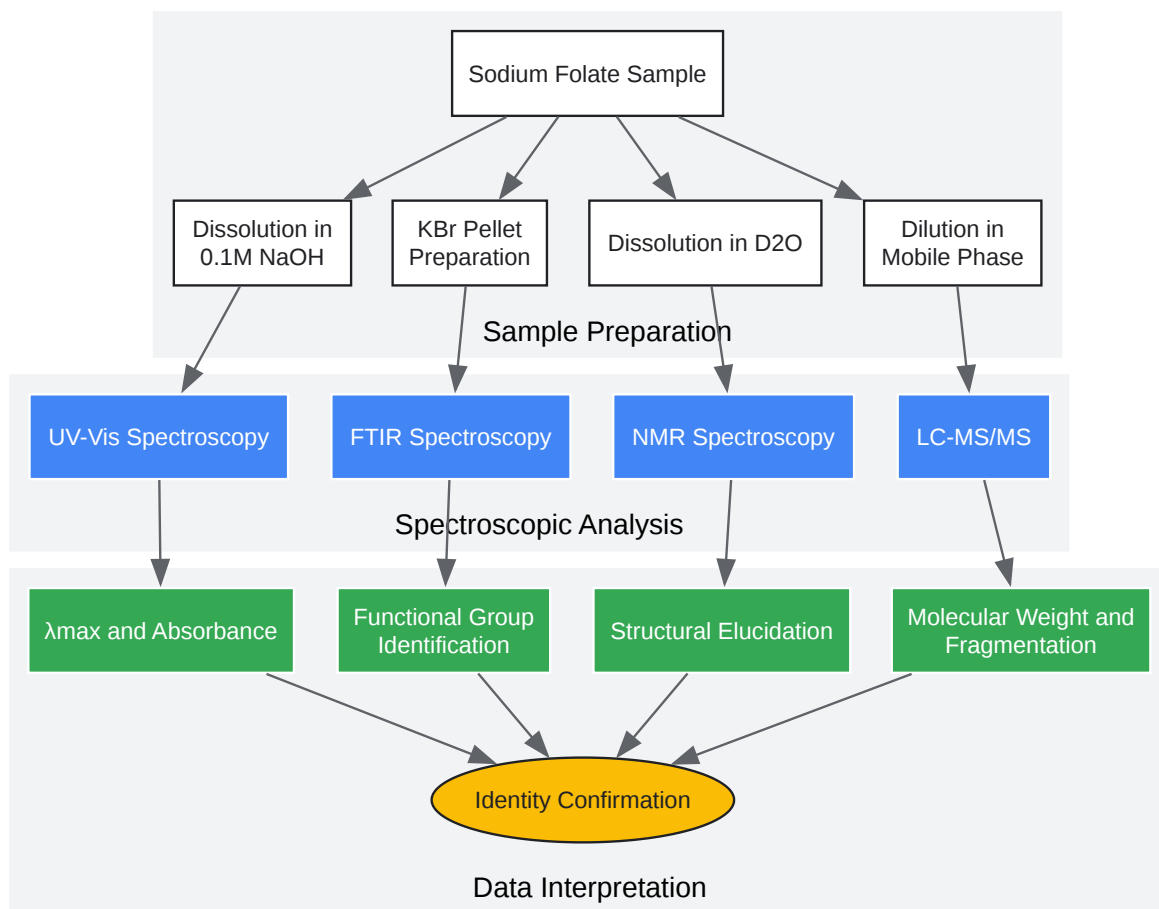 Sodium Folate Sample
Dissolution in
0.1M NaOH
KBr Pellet
Preparation
Dissolution in D2O
Dilution in
Mobile Phase
Sample Preparation
UV-Vis Spectroscopy
FTIR Spectroscopy
NMR Spectroscopy
LC-MS/MS
Spectroscopic Analysis
λmax and Absorbance
Functional Group
Identification
Structural Elucidation
Molecular Weight and
Fragmentation
Identity Confirmation
Data Interpretation